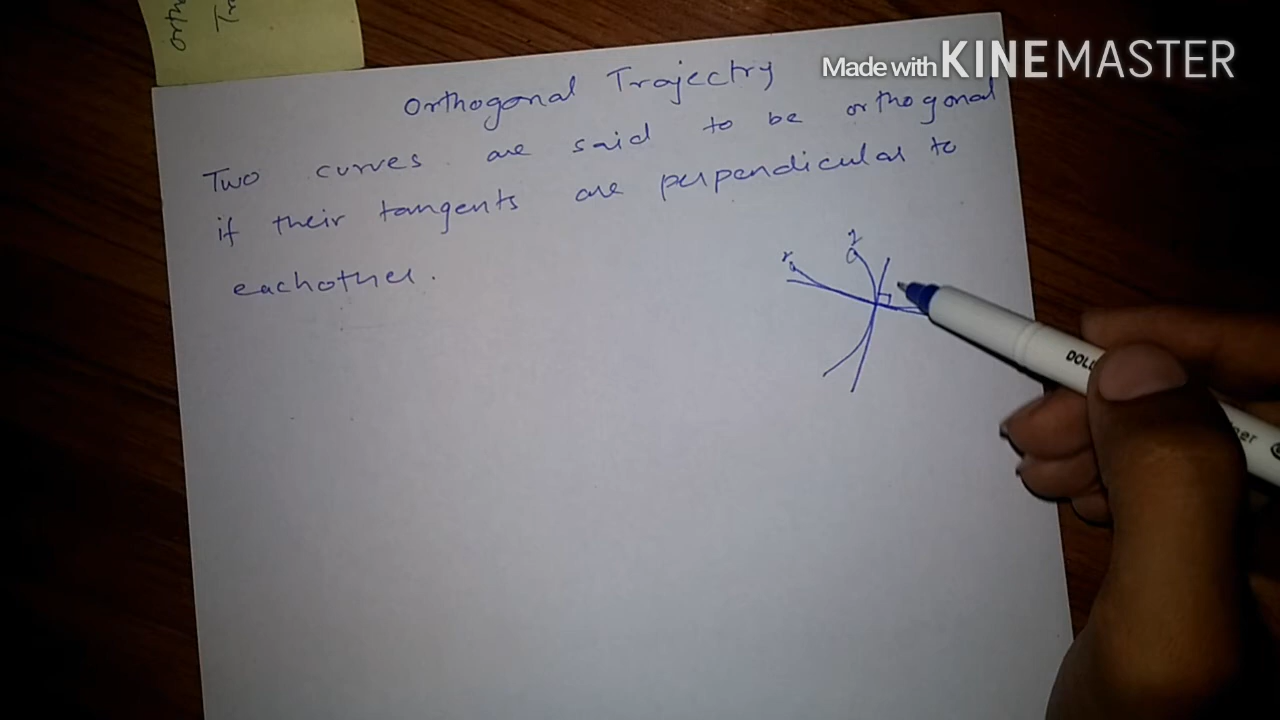 Made with KINEMASTER
Orthogonal Trajectry
Two curves are said to be orthogonal
if their tangents are perpendicular to
eachother.